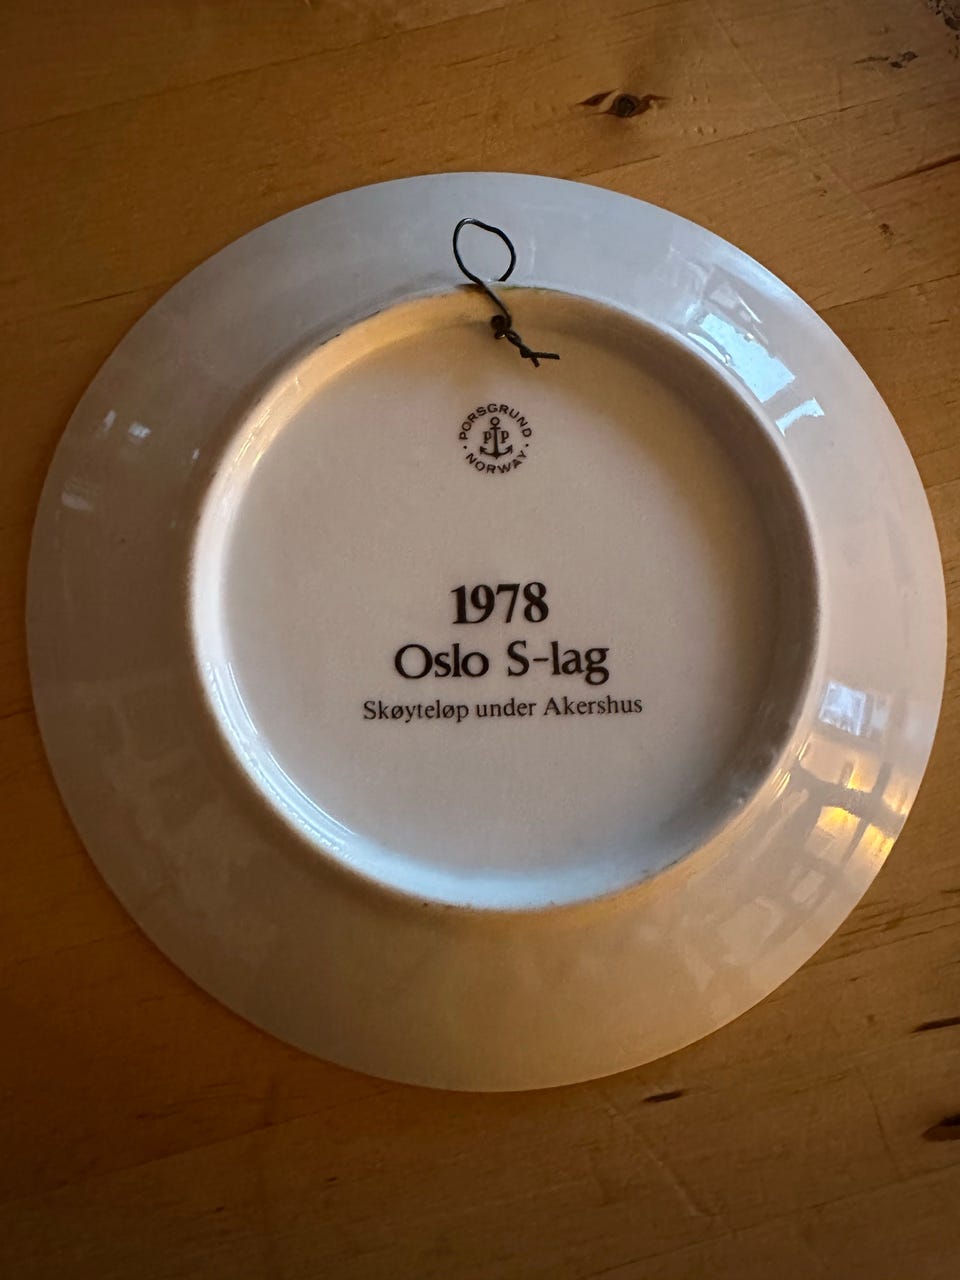 PORSGRUND
PP
NORWAY
1978
Oslo S-lag
Skøyteløp under Akershus